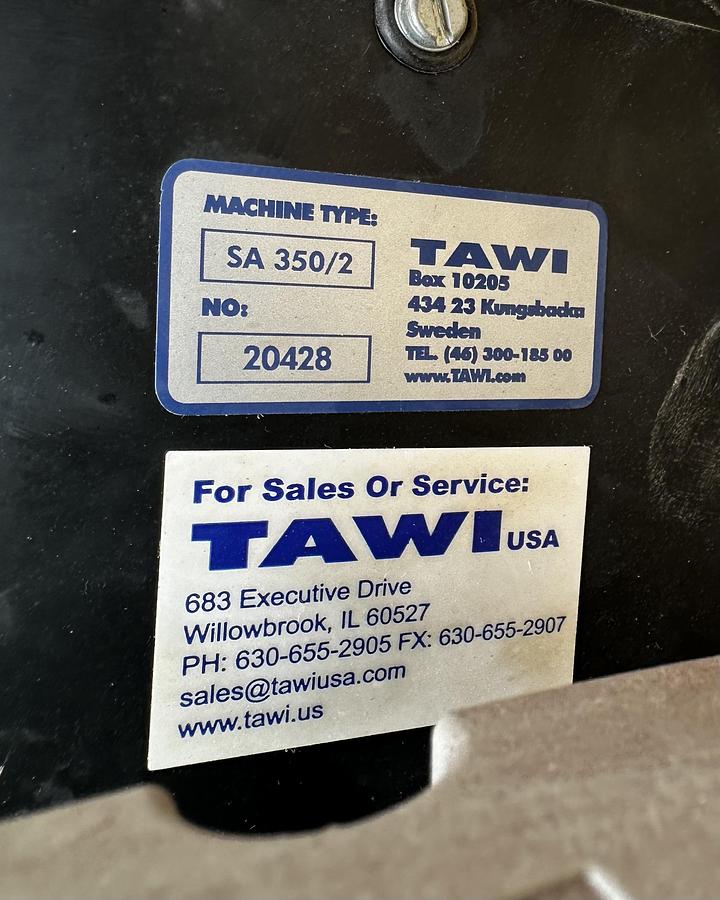 MACHINE TYPE:
SA 350/2
NO:
20428
TAWI
Box 10205
434 23 Kungsbacka
Sweden
TEL. (46) 300-185 00
www.TAWI.com
For Sales Or Service:
TAWI USA
683 Executive Drive
Willowbrook, IL 60527
PH: 630-655-2905 FX: 630-655-2907
sales@tawiusa.com
www.tawi.us